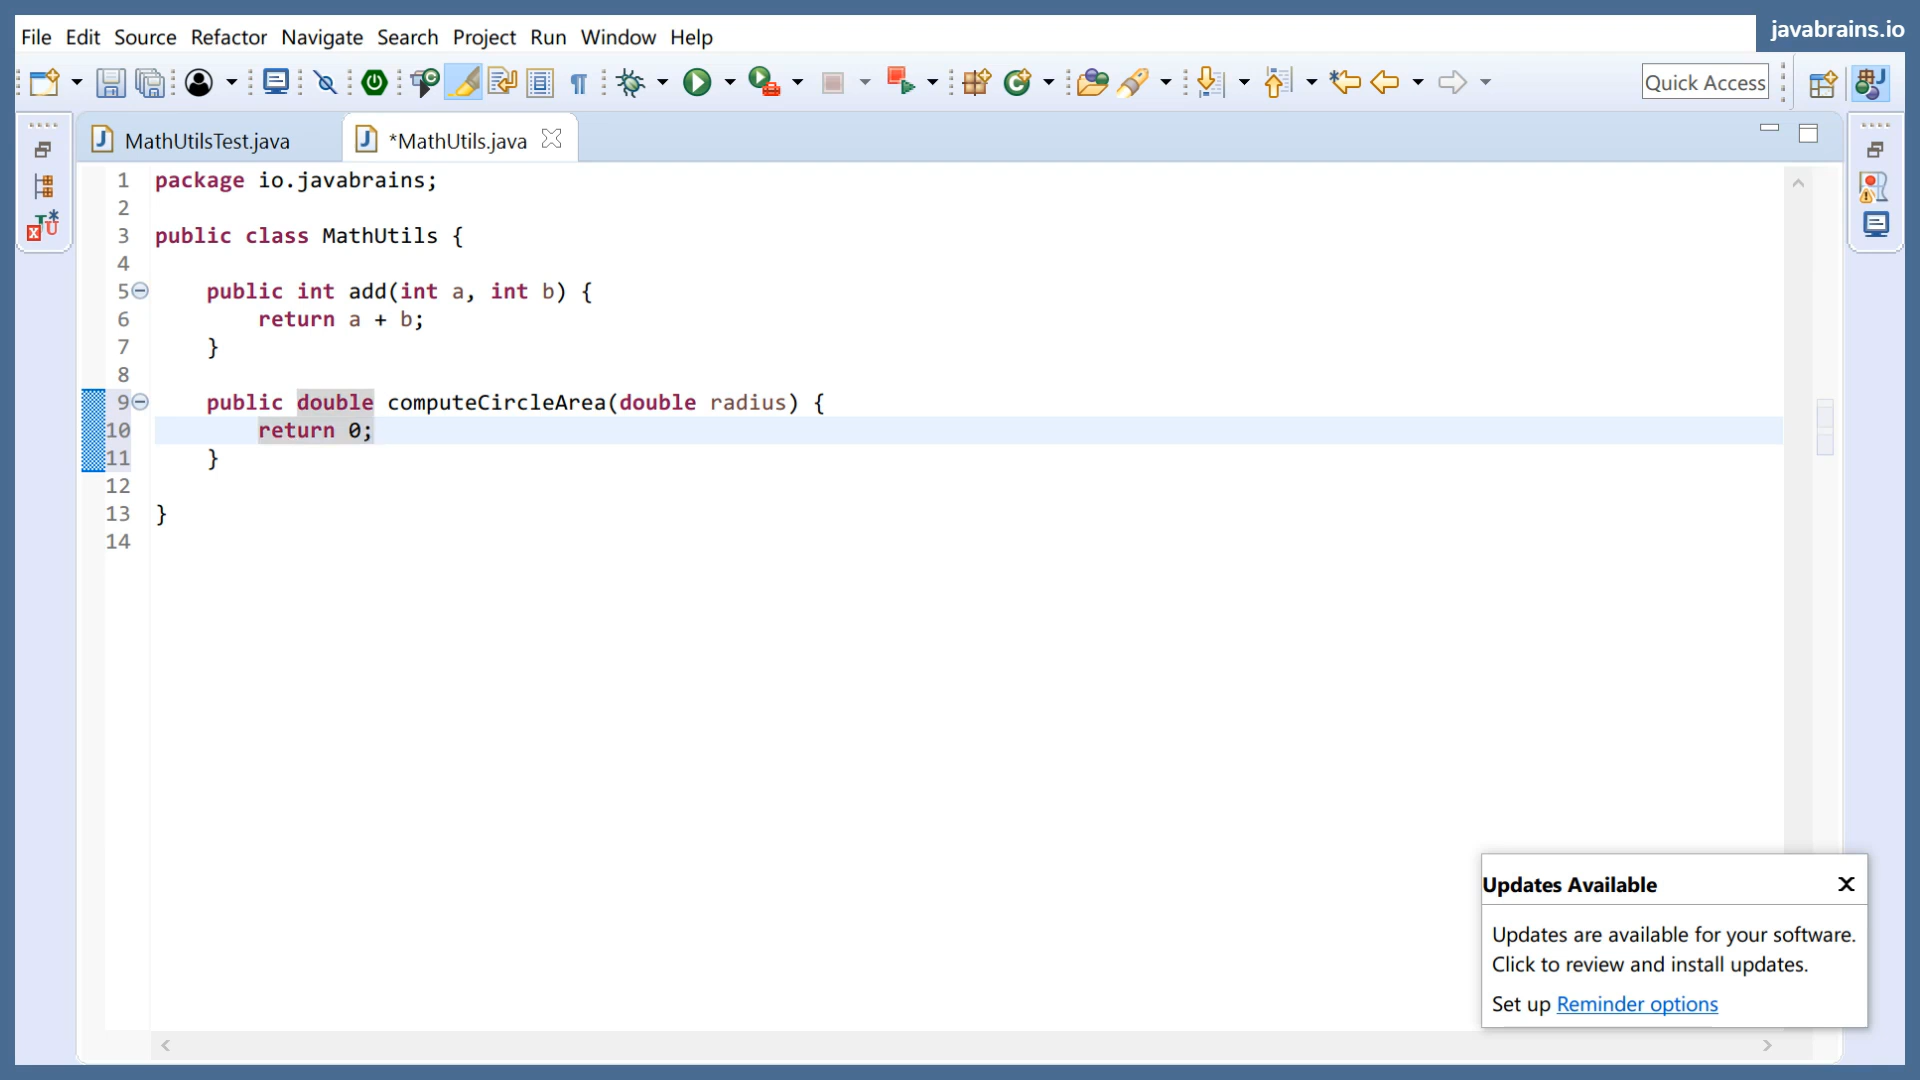 javabrains.io
File Edit Source Refactor Navigate Search Project Run Window Help
Quick Access
MathUtilsTest.java *MathUtils.java
1 package io.javabrains;
2
3 public class MathUtils {
4
5 public int add(int a, int b) {
6 return a + b;
7 }
8
9 public double computeCircleArea(double radius) {
10 return 0;
11 }
12
13 }
14
Updates Available
Updates are available for your software.
Click to review and install updates.
Set up Reminder options